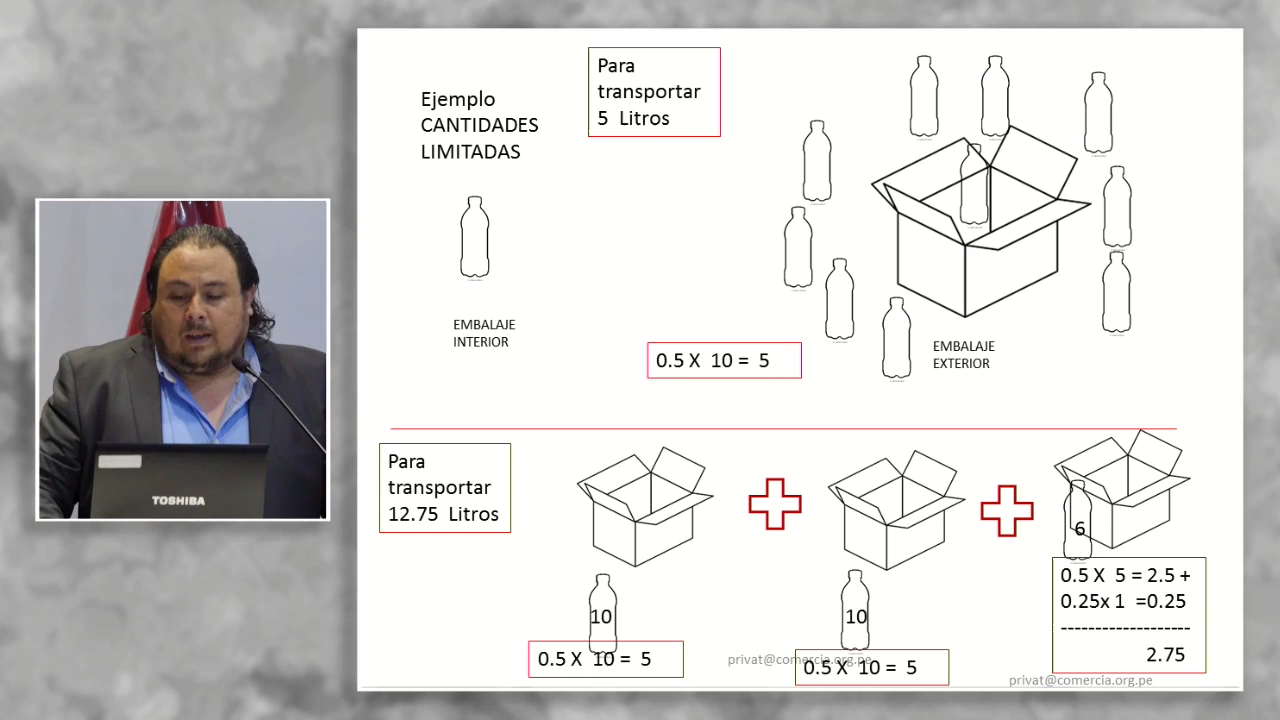 Ejemplo
CANTIDADES
LIMITADAS
Para
transportar
5 Litros
EMBALAJE
INTERIOR
0.5 X 10 = 5
EMBALAJE
EXTERIOR
Para
transportar
12.75 Litros
10
0.5 X 10 = 5
10
0.5 X 10 = 5
6
0.5 X 5 = 2.5 +
0.25x 1 =0.25
-------------------
2.75
privat@comercia.org.pe
privat@comercia.org.pe
TOSHIBA